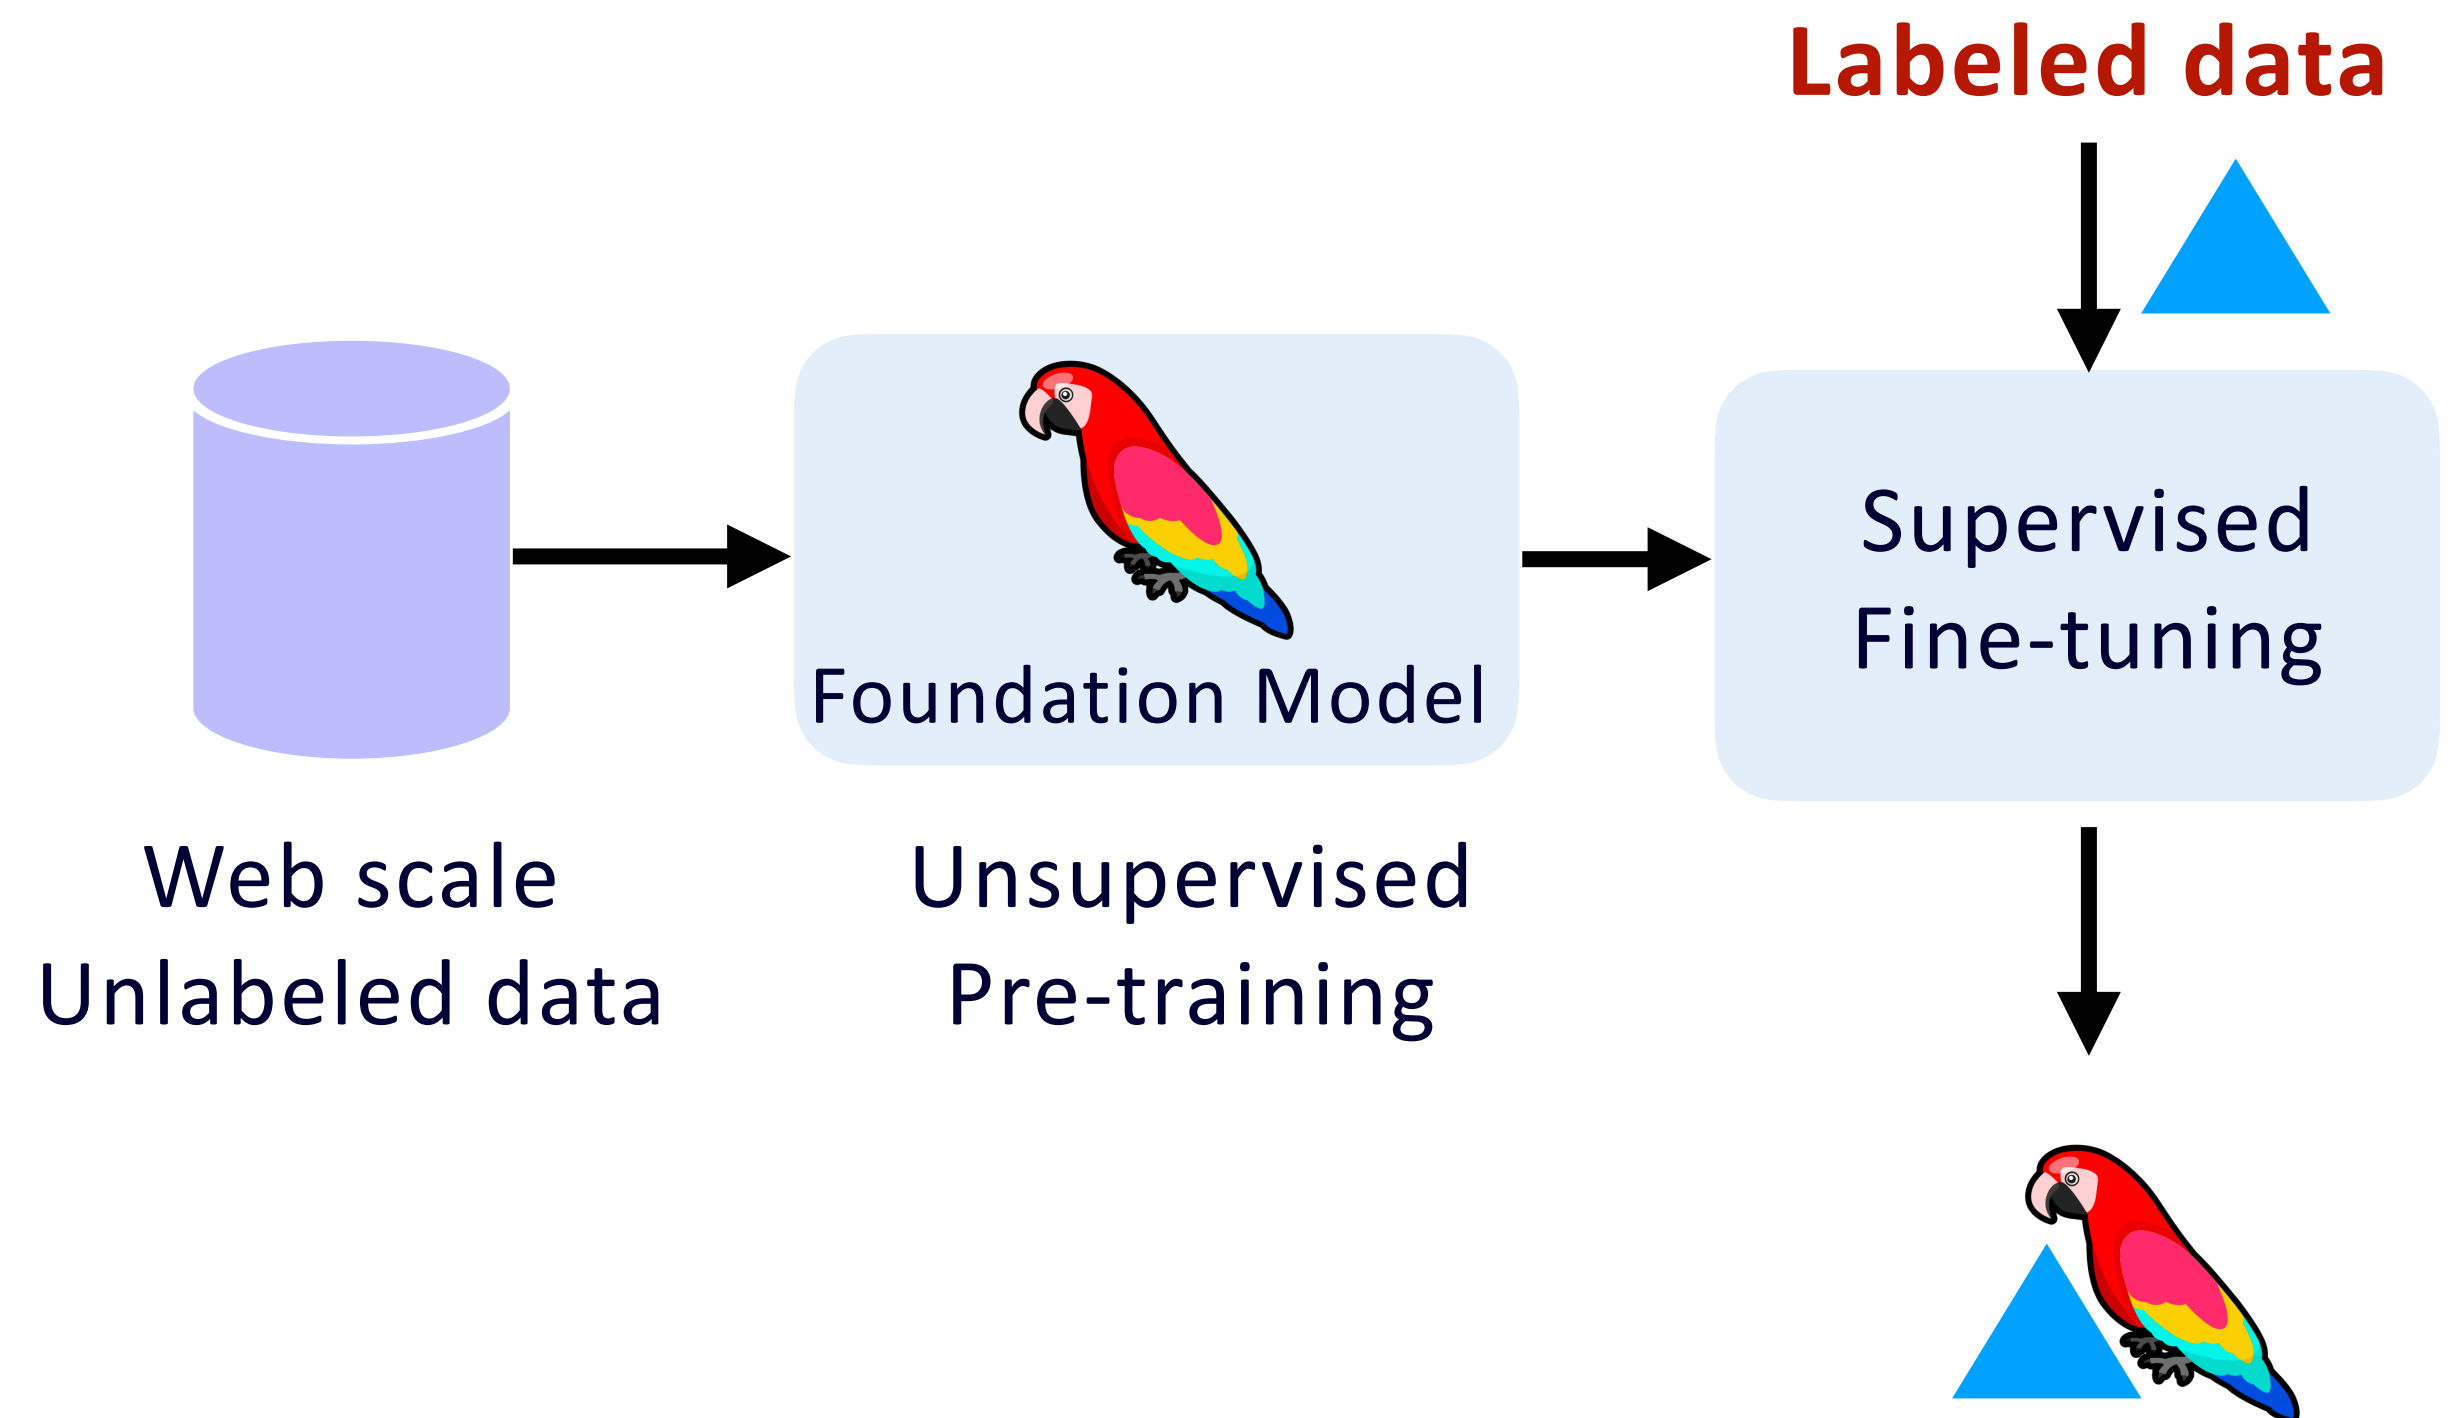 Labeled data
Foundation Model
Supervised
Fine-tuning
Web scale
Unlabeled data
Unsupervised
Pre-training